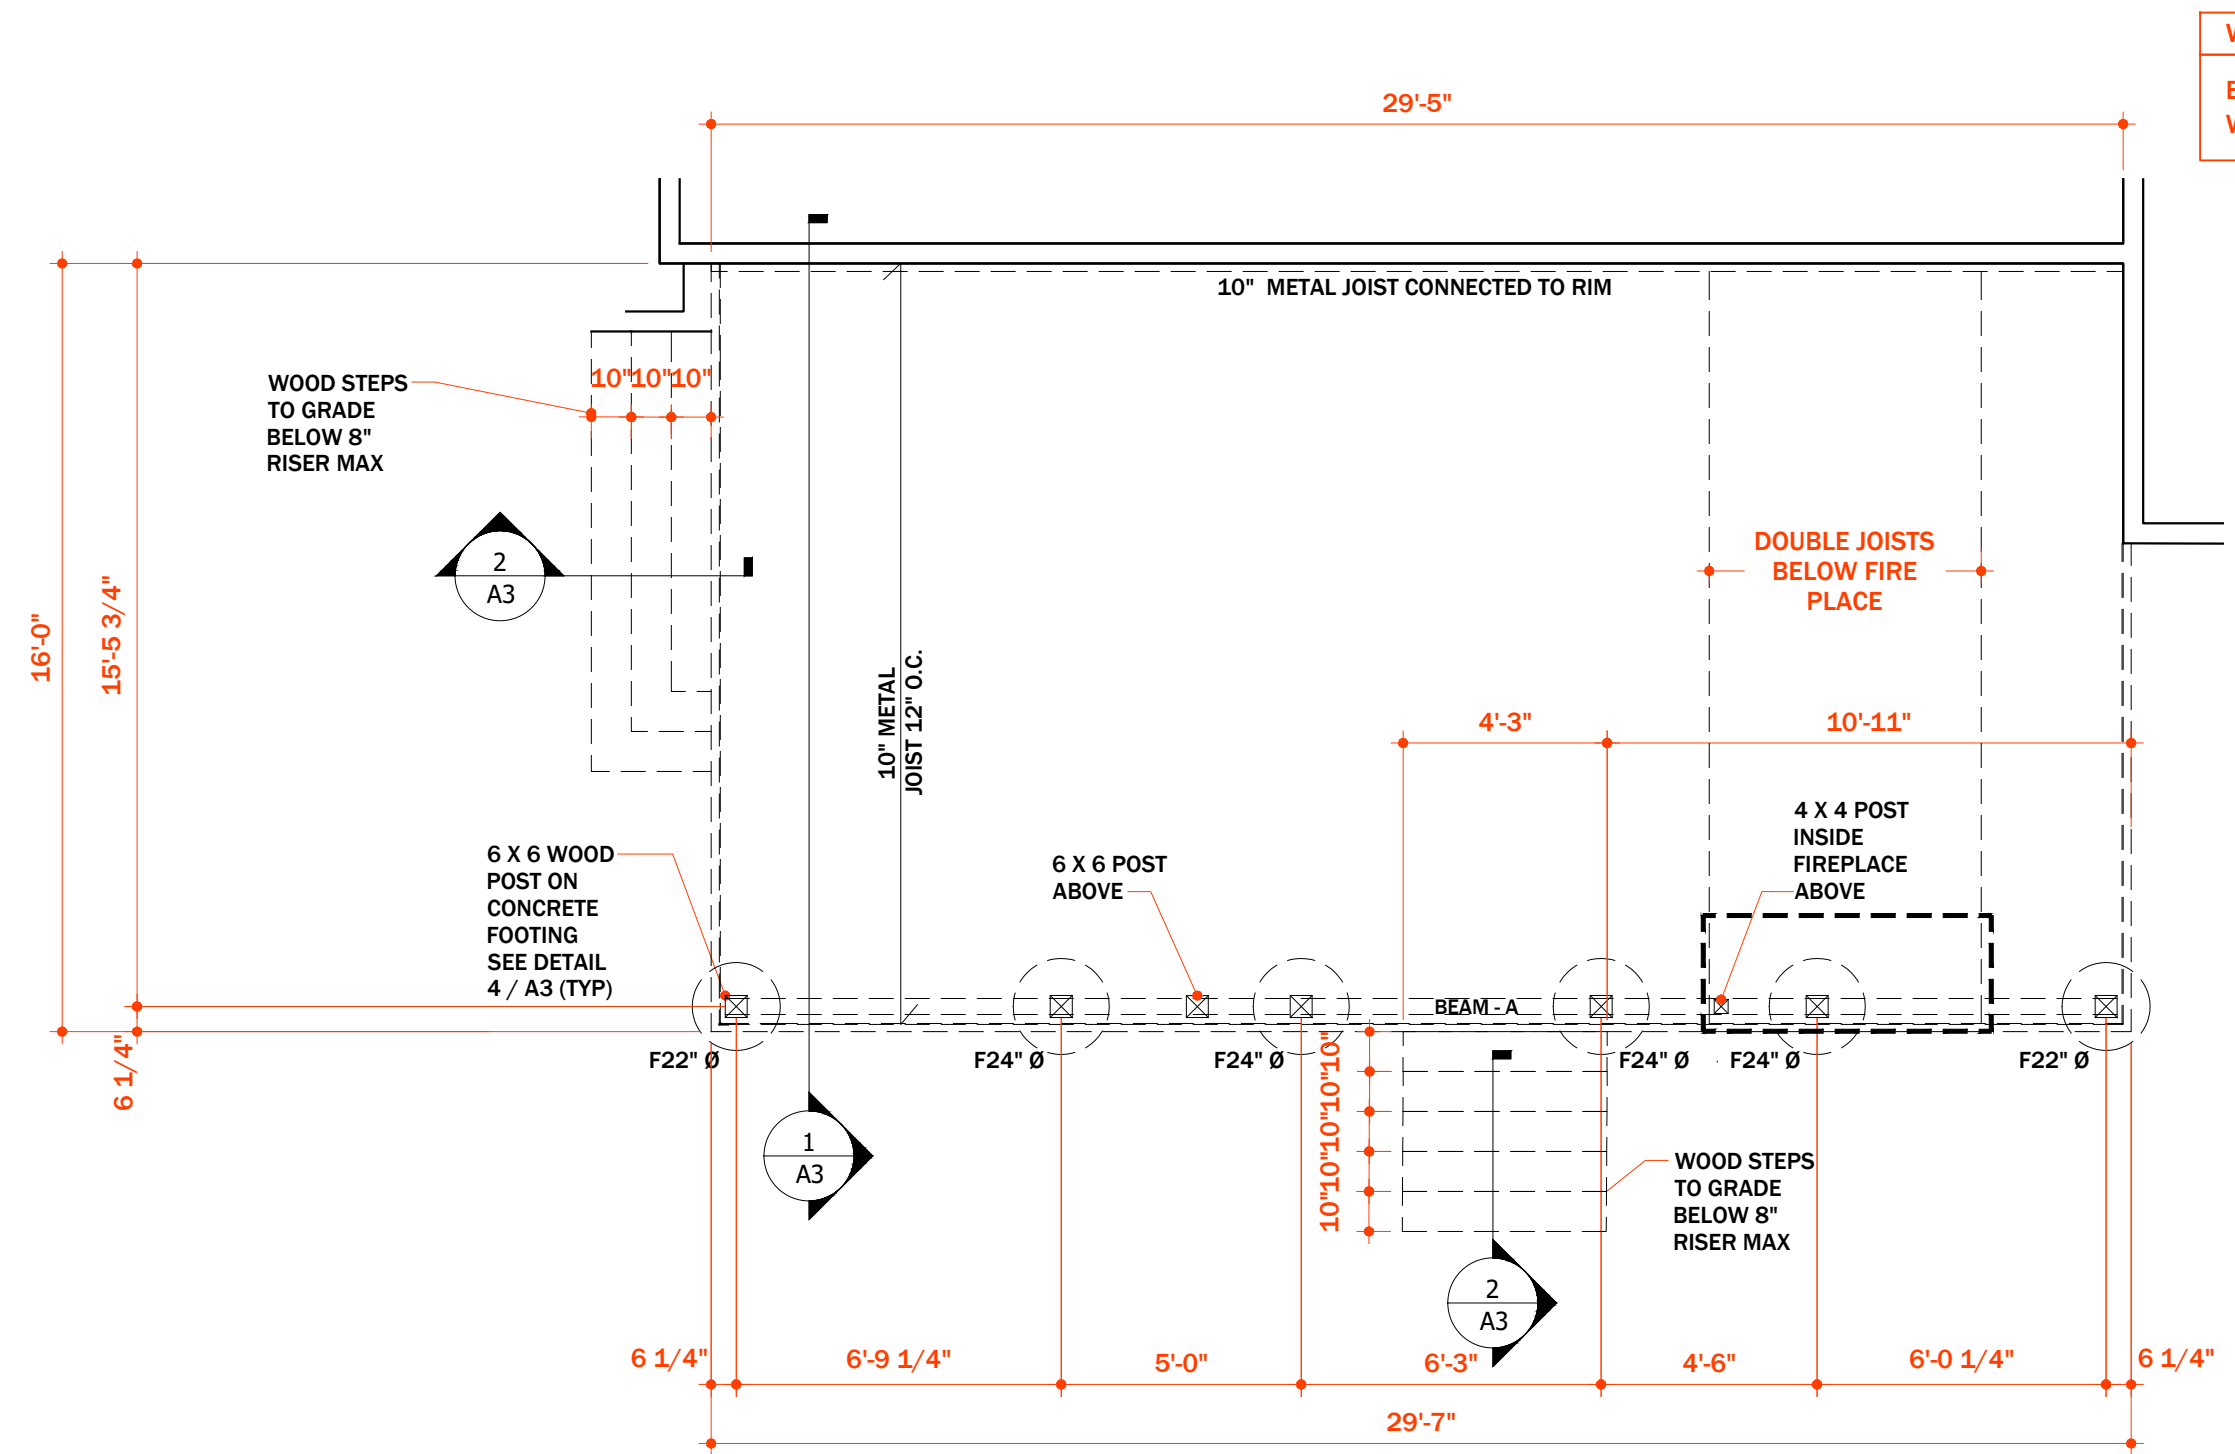 W
E
W
29'-5"
10"  METAL JOIST CONNECTED TO RIM
WOOD STEPS
TO GRADE
BELOW 8"
RISER MAX
10"10"10"
2
A3
16'-0"
15'-5 3/4"
6 1/4"
10" METAL
JOIST 12" O.C.
DOUBLE JOISTS
BELOW FIRE
PLACE
4'-3"
10'-11"
6 X 6 WOOD
POST ON
CONCRETE
FOOTING
SEE DETAIL
4 / A3 (TYP)
6 X 6 POST
ABOVE
4 X 4 POST
INSIDE
FIREPLACE
ABOVE
BEAM - A
F22" Ø
F24" Ø
F24" Ø
F24" Ø
F24" Ø
F22" Ø
10"10"10"10"10"
1
A3
WOOD STEPS
TO GRADE
BELOW 8"
RISER MAX
2
A3
6 1/4"
6'-9 1/4"
5'-0"
6'-3"
4'-6"
6'-0 1/4"
6 1/4"
29'-7"